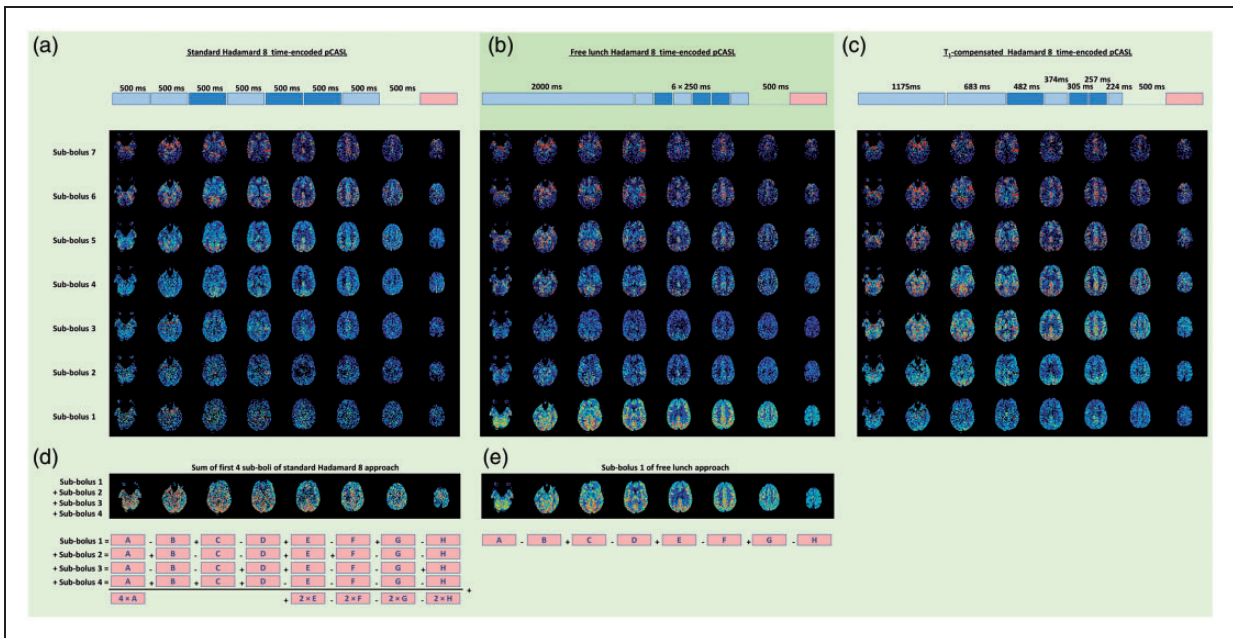 (a)
Standard Hadamard 8 time-encoded pCASL
500 ms 500 ms 500 ms 500 ms 500 ms 500 ms 500 ms 500 ms
(b)
Free lunch Hadamard 8 time-encoded pCASL
2000 ms 6 × 250 ms 500 ms
(c)
T1-compensated Hadamard 8 time-encoded pCASL
1175ms 683 ms 482 ms 374ms 305 ms 257 ms 224 ms 500 ms
Sub-bolus 7
Sub-bolus 6
Sub-bolus 5
Sub-bolus 4
Sub-bolus 3
Sub-bolus 2
Sub-bolus 1
(d)
Sum of first 4 sub-boli of standard Hadamard 8 approach
Sub-bolus 1
+ Sub-bolus 2
+ Sub-bolus 3
+ Sub-bolus 4
Sub-bolus 1 = A - B + C - D + E - F + G - H
+ Sub-bolus 2 = A + B - C - D + E + F - G - H
+ Sub-bolus 3 = A - B - C + D + E - F - G + H
+ Sub-bolus 4 = A + B + C + D - E - F - G - H
+
4 × A + 2 × E - 2 × F - 2 × G - 2 × H
(e)
Sub-bolus 1 of free lunch approach
A - B + C - D + E - F + G - H